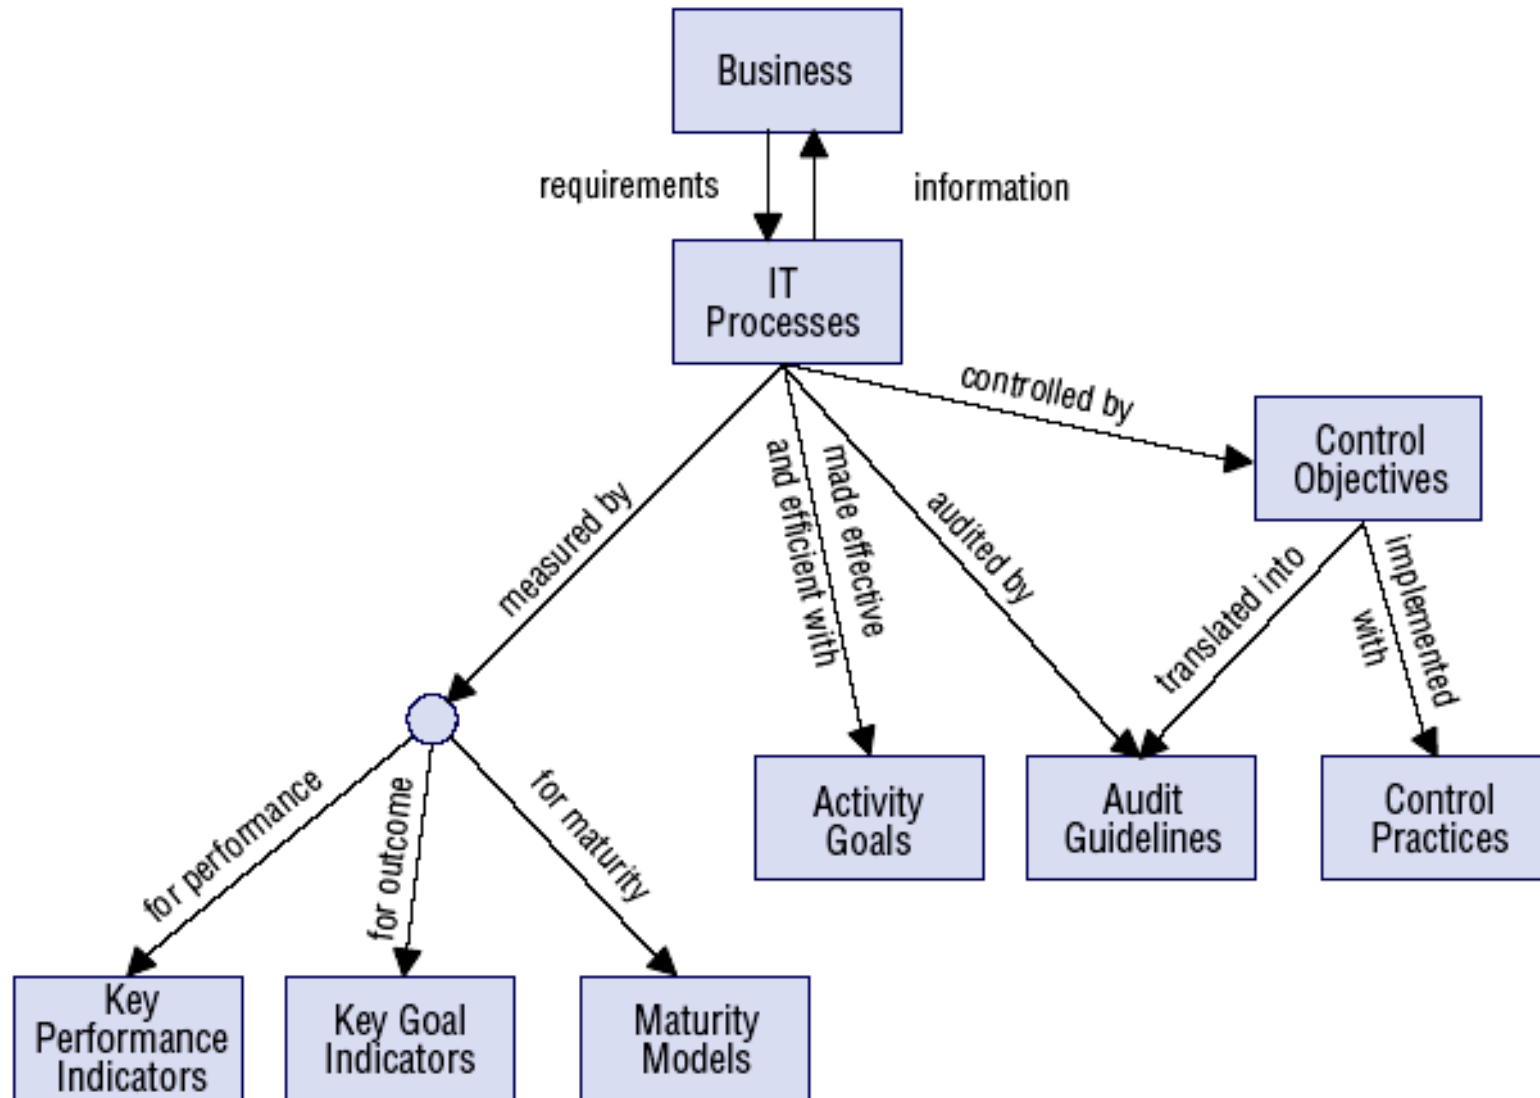 Business
requirements
information
IT
Processes
controlled by
Control
Objectives
measured by
made effective
and efficient with
audited by
translated into
implemented
with
for performance
for outcome
for maturity
Activity
Goals
Audit
Guidelines
Control
Practices
Key
Performance
Indicators
Key Goal
Indicators
Maturity
Models